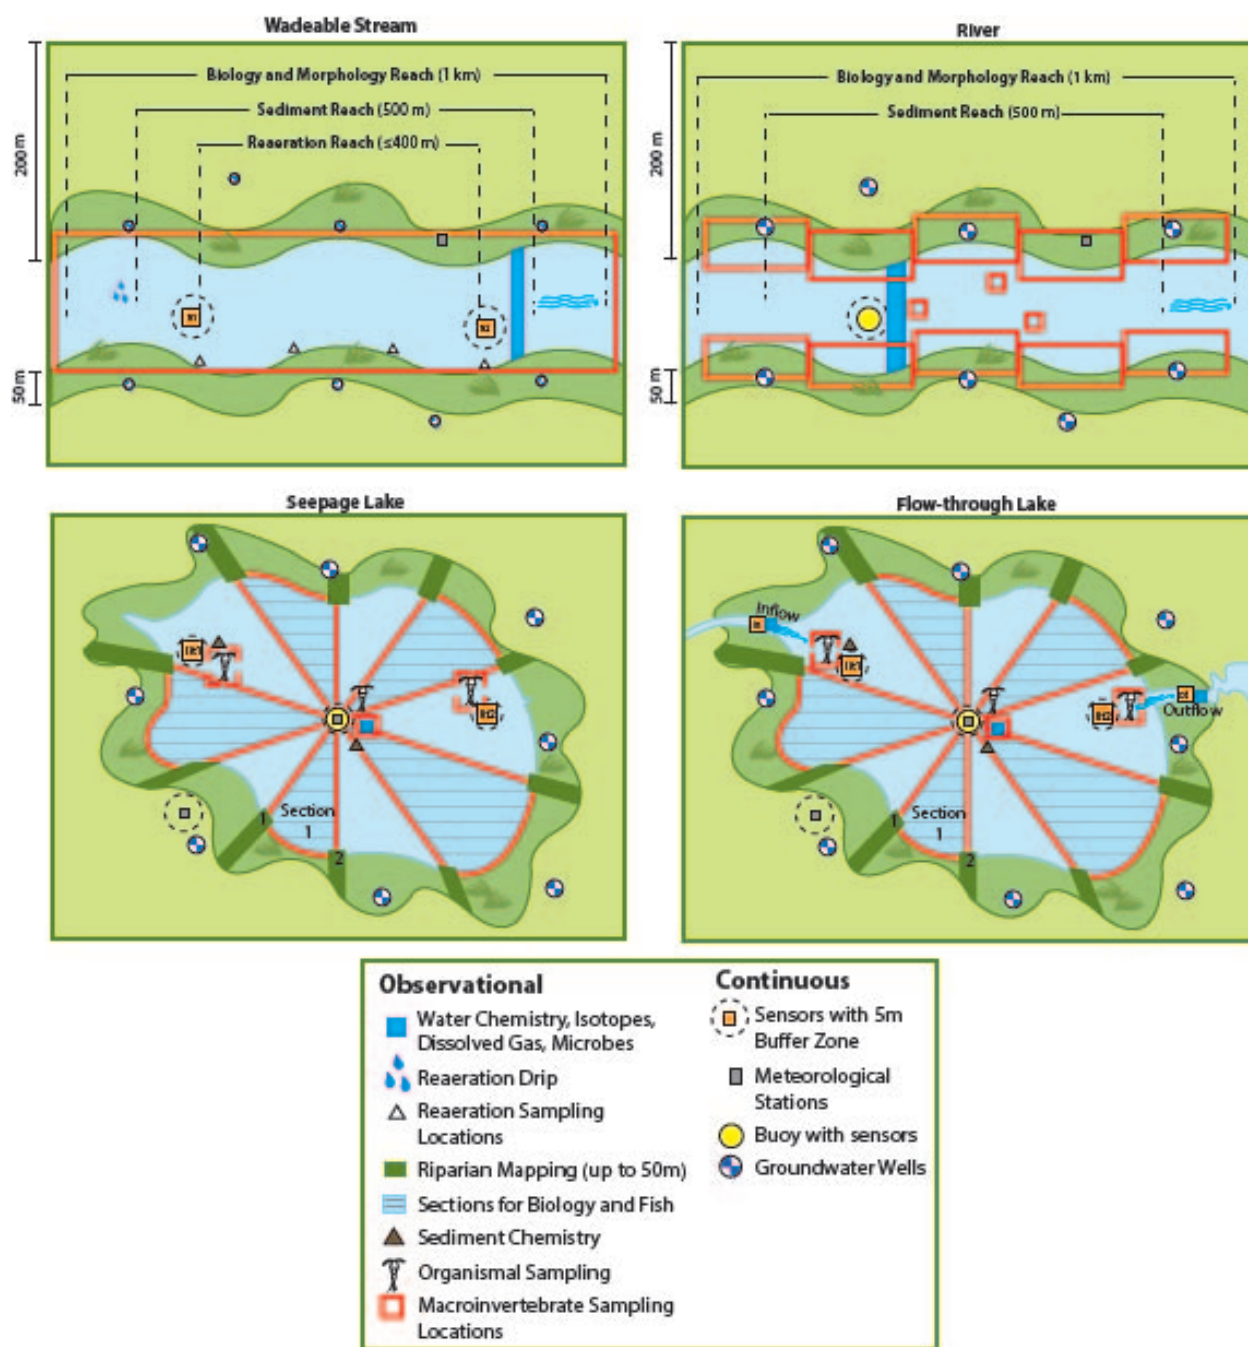 Wadeable Stream
Biology and Morphology Reach (1 km)
Sediment Reach (500 m)
Reaeration Reach (≤400 m)
200 m
50 m
S1
S2
River
Biology and Morphology Reach (1 km)
Sediment Reach (500 m)
200 m
50 m
Seepage Lake
Section
1
1
2
Flow-through Lake
Inflow
Outflow
Section
1
1
2
Observational
Water Chemistry, Isotopes,
Dissolved Gas, Microbes
Reaeration Drip
Reaeration Sampling
Locations
Riparian Mapping (up to 50m)
Sections for Biology and Fish
Sediment Chemistry
Organismal Sampling
Macroinvertebrate Sampling
Locations
Continuous
Sensors with 5m
Buffer Zone
Meteorological
Stations
Buoy with sensors
Groundwater Wells